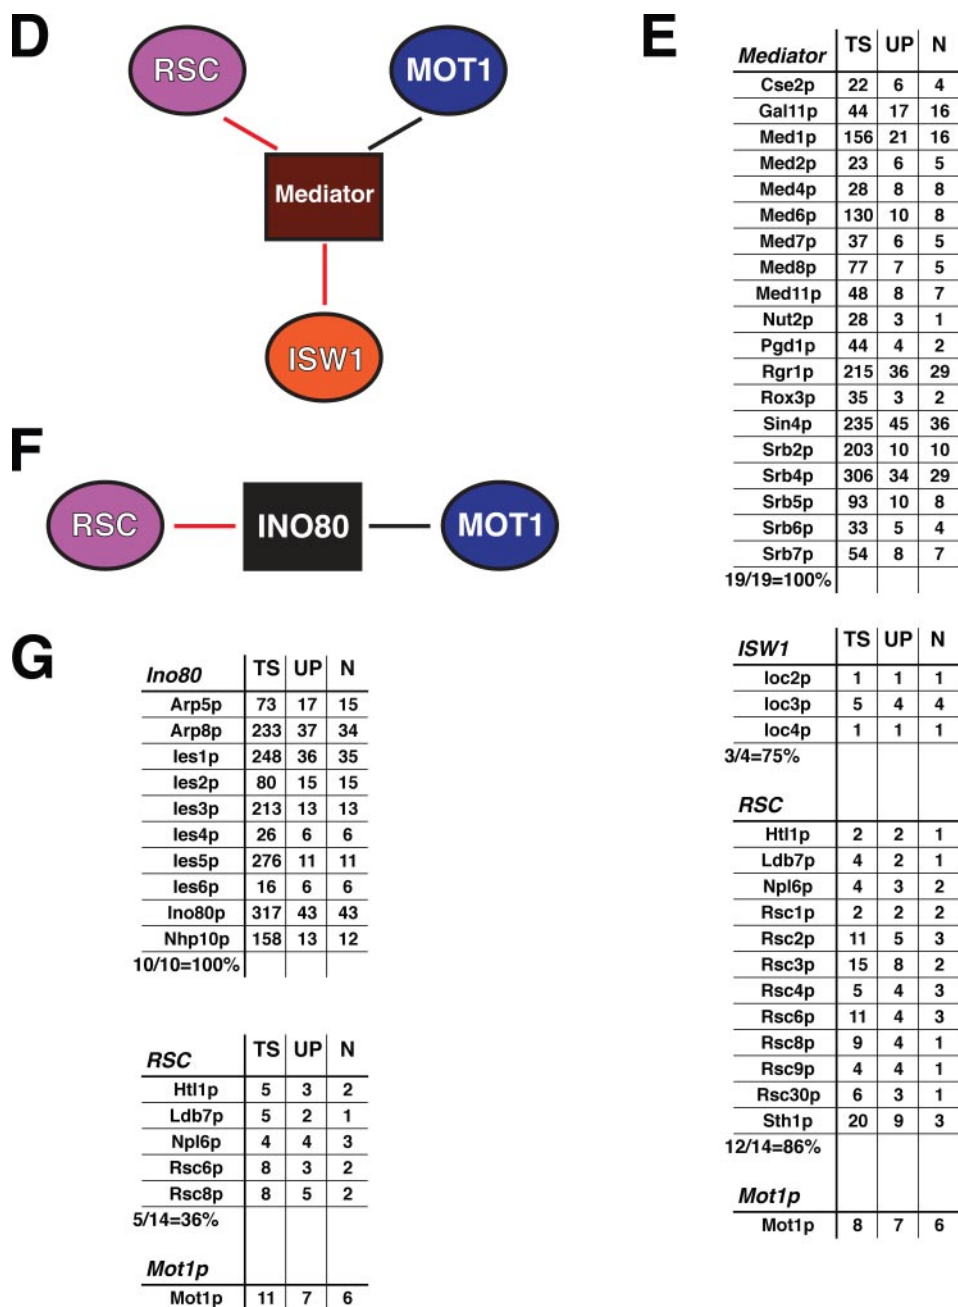 D
RSC
MOT1
Mediator
ISW1
E
Mediator TS UP N
Cse2p 22 6 4
Gal11p 44 17 16
Med1p 156 21 16
Med2p 23 6 5
Med4p 28 8 8
Med6p 130 10 8
Med7p 37 6 5
Med8p 77 7 5
Med11p 48 8 7
Nut2p 28 3 1
Pgd1p 44 4 2
Rgr1p 215 36 29
Rox3p 35 3 2
Sin4p 235 45 36
Srb2p 203 10 10
Srb4p 306 34 29
Srb5p 93 10 8
Srb6p 33 5 4
Srb7p 54 8 7
19/19=100%
ISW1 TS UP N
Ioc2p 1 1 1
Ioc3p 5 4 4
Ioc4p 1 1 1
3/4=75%
RSC
Htl1p 2 2 1
Ldb7p 4 2 1
Npl6p 4 3 2
Rsc1p 2 2 2
Rsc2p 11 5 3
Rsc3p 15 8 2
Rsc4p 5 4 3
Rsc6p 11 4 3
Rsc8p 9 4 1
Rsc9p 4 4 1
Rsc30p 6 3 1
Sth1p 20 9 3
12/14=86%
Mot1p
Mot1p 8 7 6
F
RSC INO80 MOT1
G
Ino80 TS UP N
Arp5p 73 17 15
Arp8p 233 37 34
Ies1p 248 36 35
Ies2p 80 15 15
Ies3p 213 13 13
Ies4p 26 6 6
Ies5p 276 11 11
Ies6p 16 6 6
Ino80p 317 43 43
Nhp10p 158 13 12
10/10=100%
RSC TS UP N
Htl1p 5 3 2
Ldb7p 5 2 1
Npl6p 4 4 3
Rsc6p 8 3 2
Rsc8p 8 5 2
5/14=36%
Mot1p
Mot1p 11 7 6